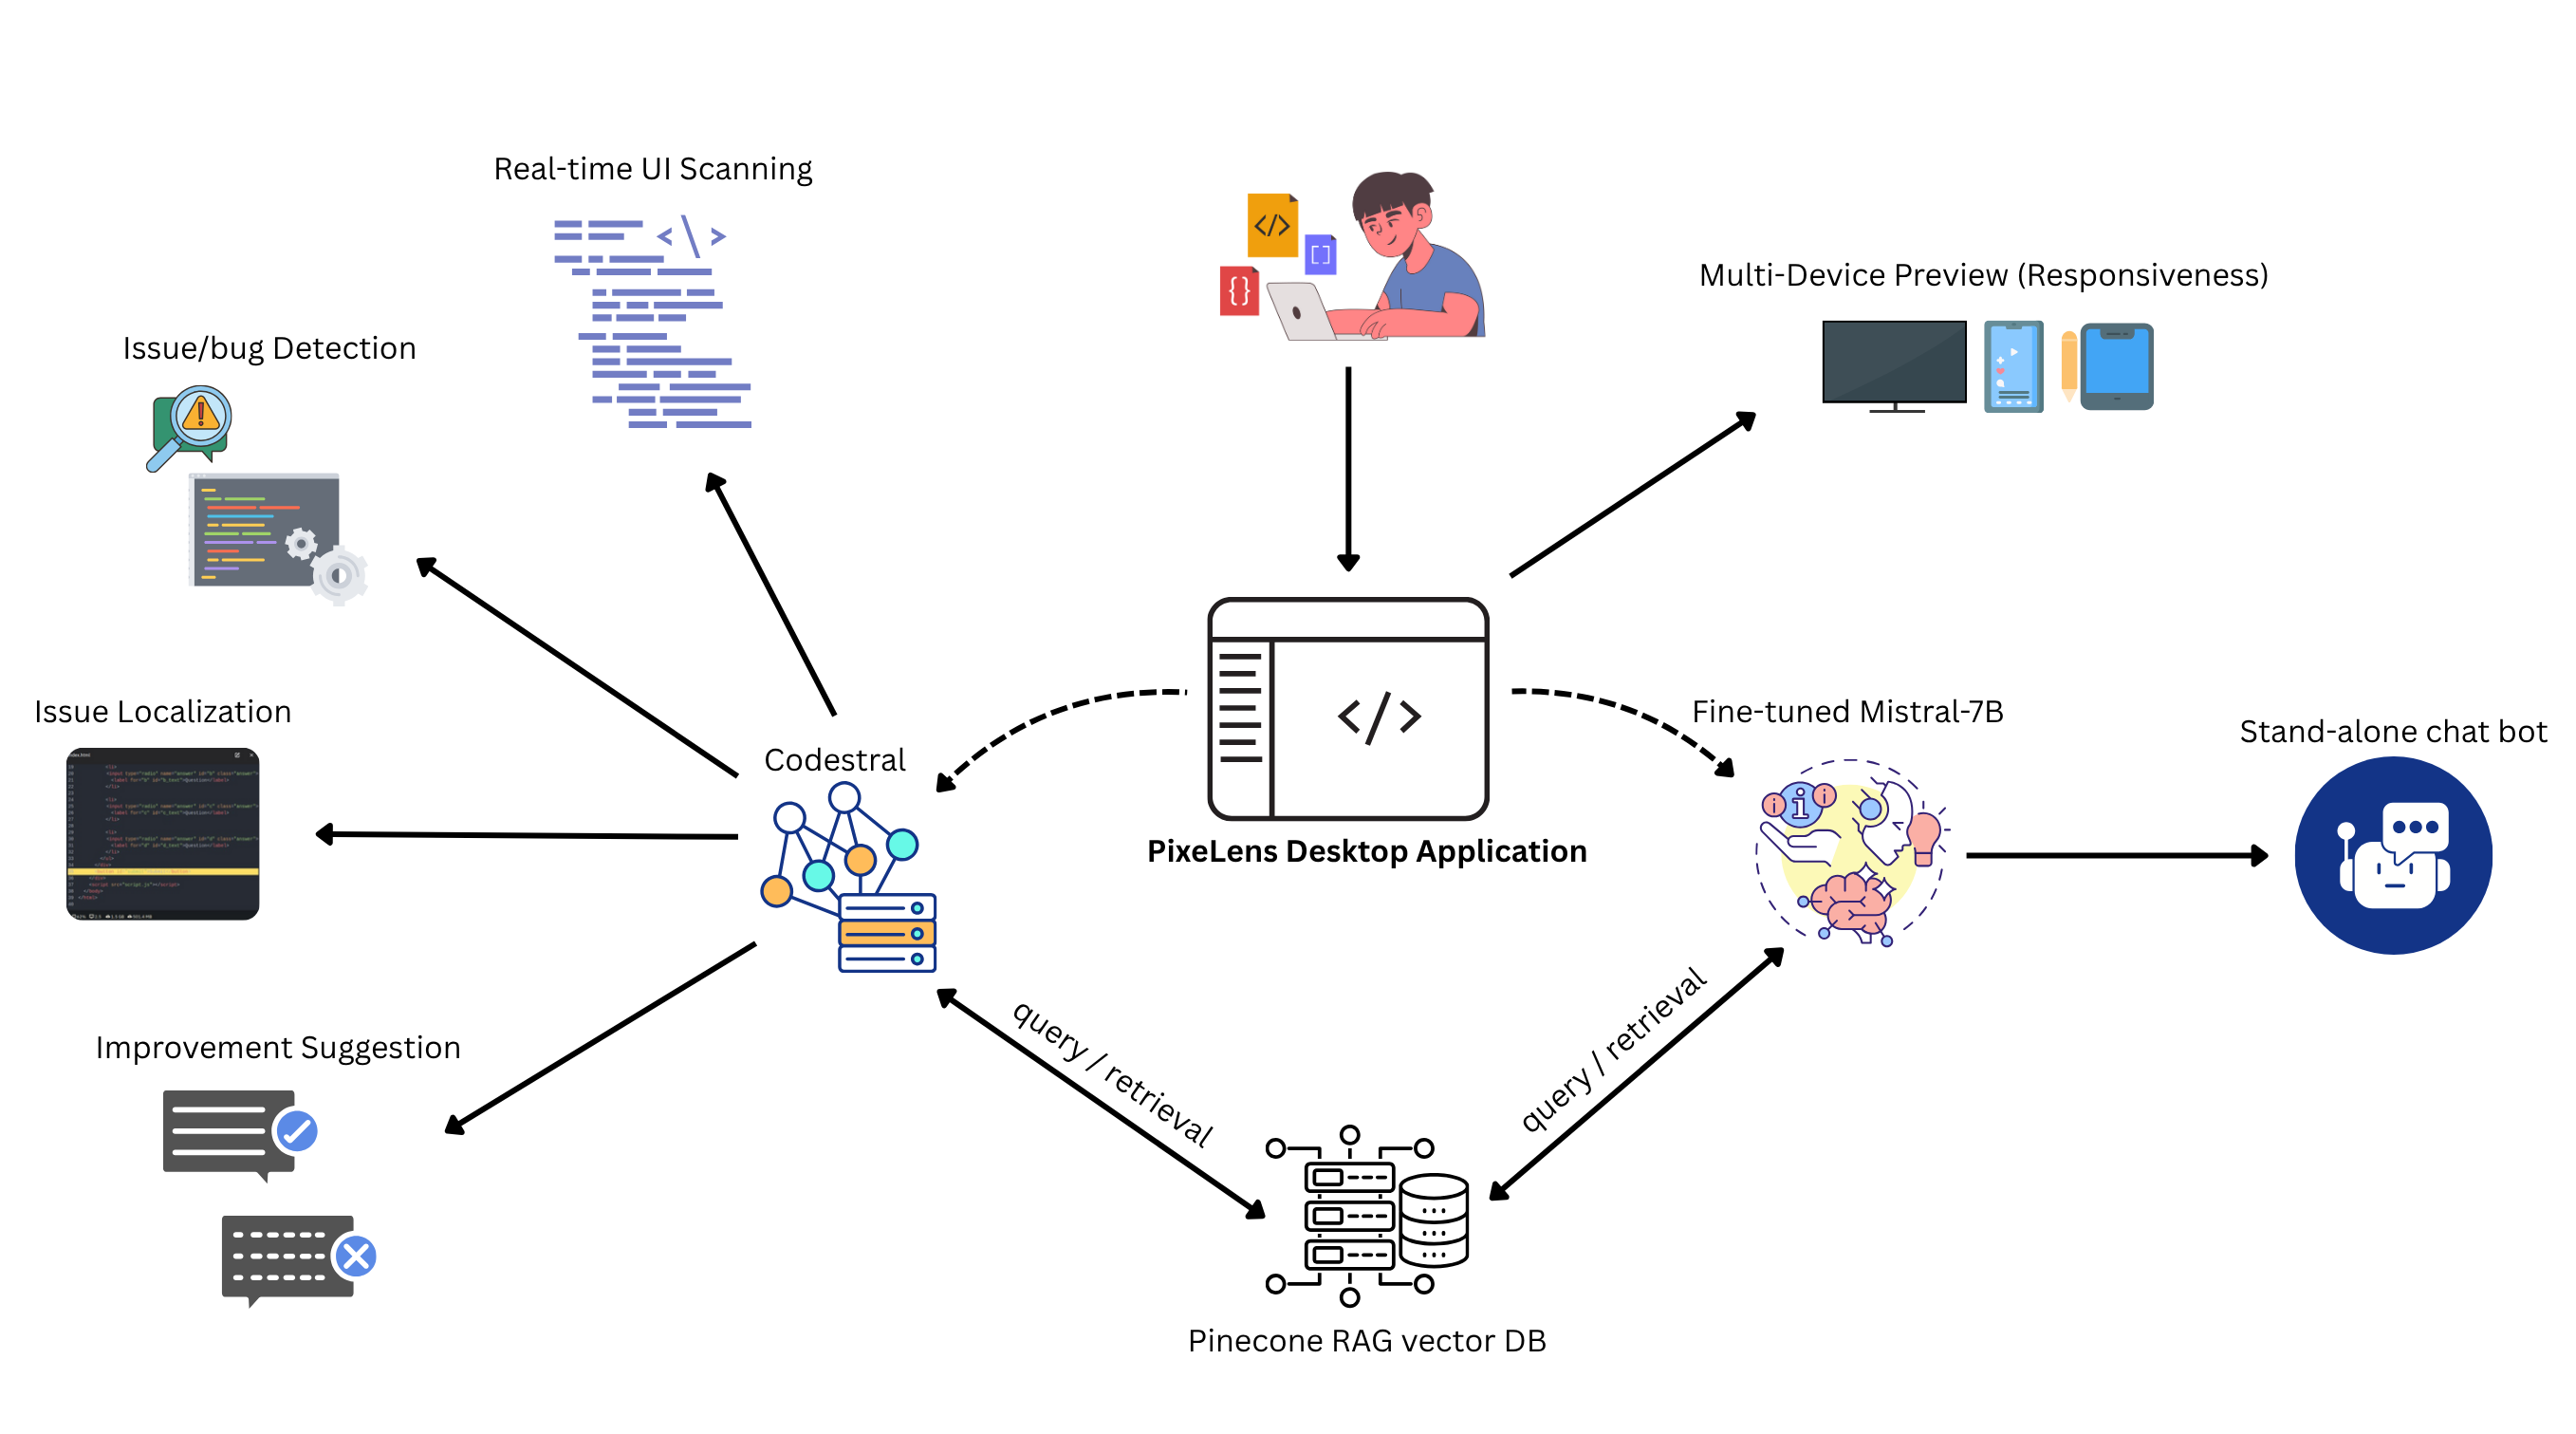 Real-time UI Scanning
Multi-Device Preview (Responsiveness)
Issue/bug Detection
Issue Localization
Fine-tuned Mistral-7B
Stand-alone chat bot
Codestral
PixeLens Desktop Application
Improvement Suggestion
query / retrieval
query / retrieval
Pinecone RAG vector DB